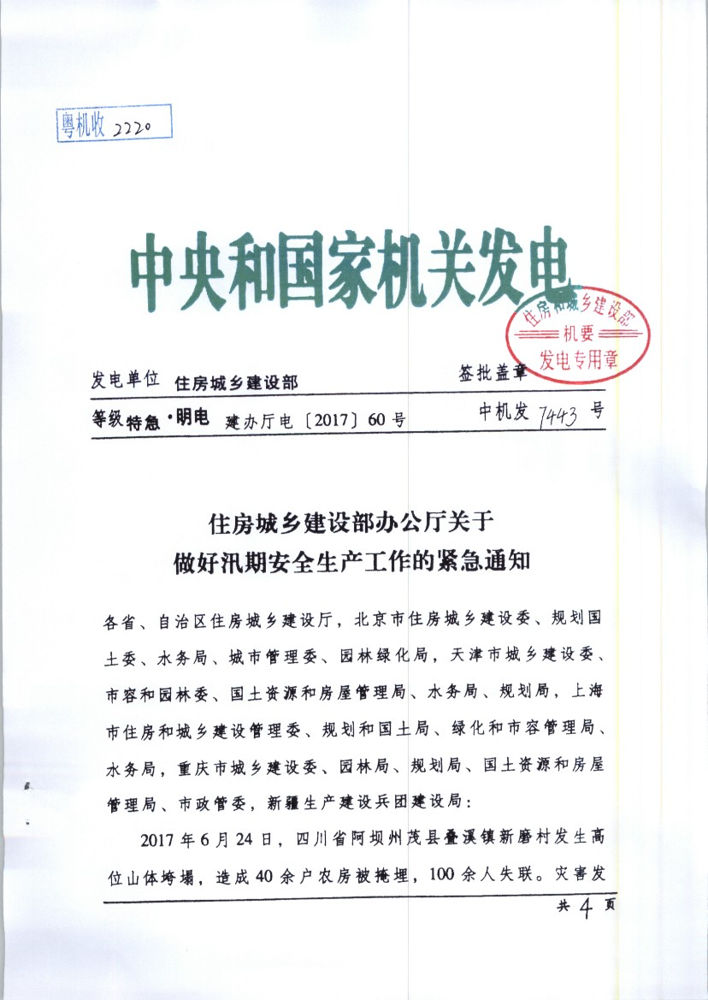 粤机收 2220
中央和国家机关发电
住房和城乡建设部
机要
发电专用章
发电单位 住房城乡建设部 签批盖章
等级 特急·明电 建办厅电〔2017〕60号 中机发 7443 号
住房城乡建设部办公厅关于
做好汛期安全生产工作的紧急通知
各省、自治区住房城乡建设厅，北京市住房城乡建设委、规划国
土委、水务局、城市管理委、园林绿化局，天津市城乡建设委、
市容和园林委、国土资源和房屋管理局、水务局、规划局，上海
市住房和城乡建设管理委、规划和国土局、绿化和市容管理局、
水务局，重庆市城乡建设委、园林局、规划局、国土资源和房屋
管理局、市政管委，新疆生产建设兵团建设局：
2017年6月24日，四川省阿坝州茂县叠溪镇新磨村发生高
位山体垮塌，造成40余户农房被掩埋，100余人失联。灾害发
共 4 页